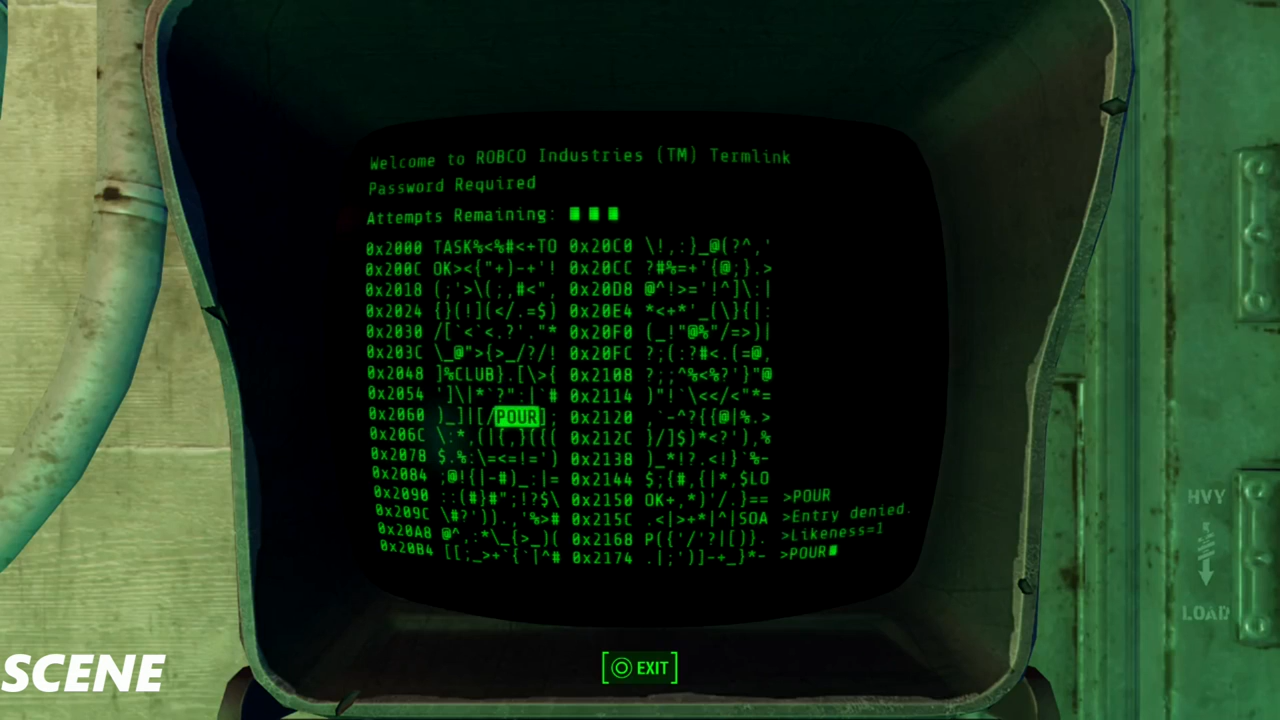 Welcome to ROBCO Industries (TM) Termlink
Password Required
Attempts Remaining: ■ ■ ■
0x2000 TASK%<%#<+TO 0x20C0 \!,:}_@(?^,'
0x200C OK><{"+)-+'! 0x20CC ?#%=+'{@;}.>
0x2018 (;'>\(;,#<", 0x20D8 @^!>='!^]\:|
0x2024 {}(!](</.=$) 0x20E4 *<+*'_(\}{|:
0x2030 /[`<`<.?'."* 0x20F0 (_!"@%"/=>)|
0x203C \_@">{>_/?/! 0x20FC ?;(:?#<.(=@,
0x2048 ]%CLUB}.[\>{ 0x2108 ?;;^%<%?'}"@
0x2054 ']\|*`?":|`# 0x2114 )"!`\<</<"*=
0x2060 )_]|[/POUR]; 0x2120 ,`-^?{{@|%.>
0x206C \:*,(|{,}({( 0x212C }/]$)*<?'),%
0x2078 $.%:\=<=!=') 0x2138 )_*!?.<!}`%-
0x2084 ;@!{|-#)_:|= 0x2144 $;{#,{|*,$LO
0x2090 ::(#}#";!?$\ 0x2150 OK+,*)'/.}== >POUR
0x209C \#?')).,'%># 0x215C .<|>+*|^|SOA >Entry denied.
0x20A8 @^,:*\_{>_)( 0x2168 P({'/'?|[)}. >Likeness=1
0x20B4 [[;_>+`{`|^# 0x2174 .|;')]-+_}*- >POUR■
HVY
LOAD
SCENE
EXIT